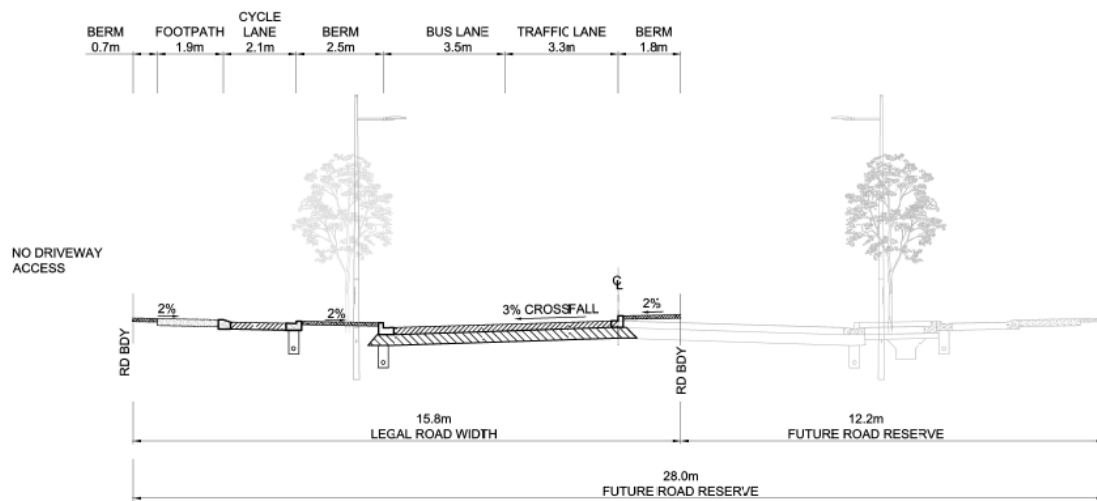 BERM
0.7m
FOOTPATH
1.9m
CYCLE
LANE
2.1m
BERM
2.5m
BUS LANE
3.5m
TRAFFIC LANE
3.3m
BERM
1.8m
NO DRIVEWAY
ACCESS
2%
2%
3% CROSSFALL
CL
2%
RD BDY
RD BDY
15.8m
LEGAL ROAD WIDTH
12.2m
FUTURE ROAD RESERVE
28.0m
FUTURE ROAD RESERVE